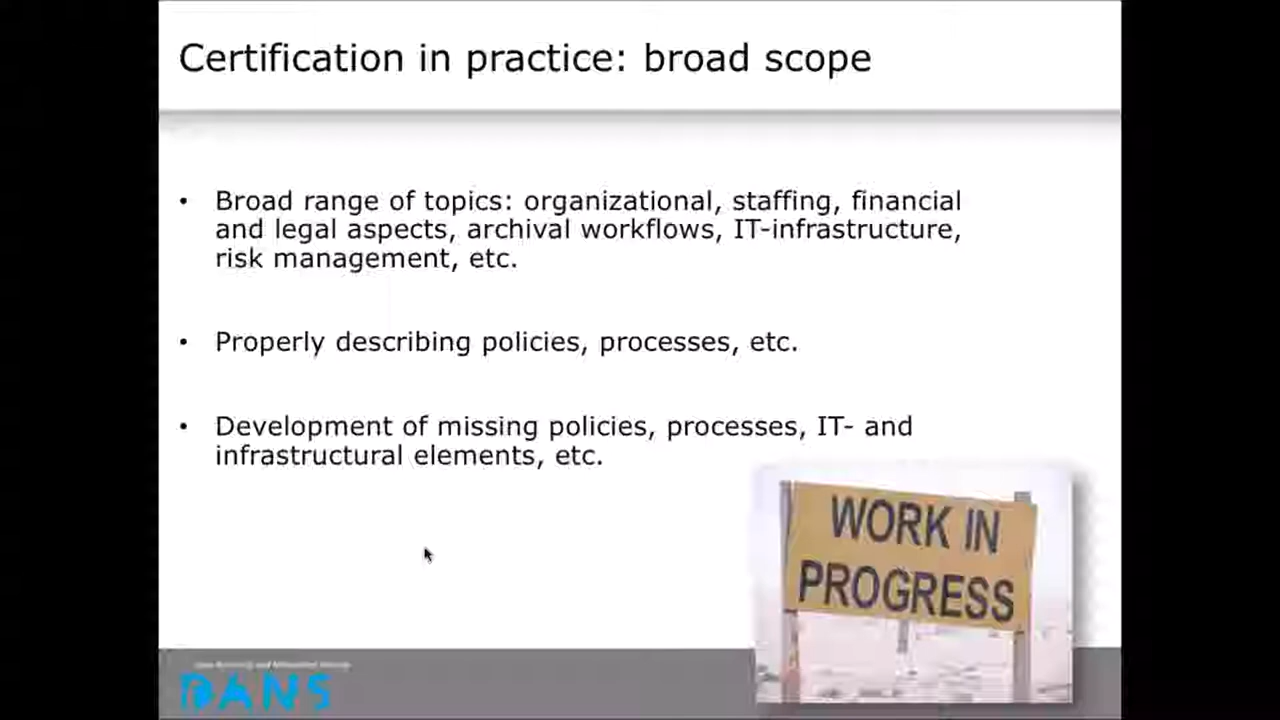 Certification in practice: broad scope
• Broad range of topics: organizational, staffing, financial
and legal aspects, archival workflows, IT-infrastructure,
risk management, etc.
• Properly describing policies, processes, etc.
• Development of missing policies, processes, IT- and
infrastructural elements, etc.
WORK IN
PROGRESS
DANS